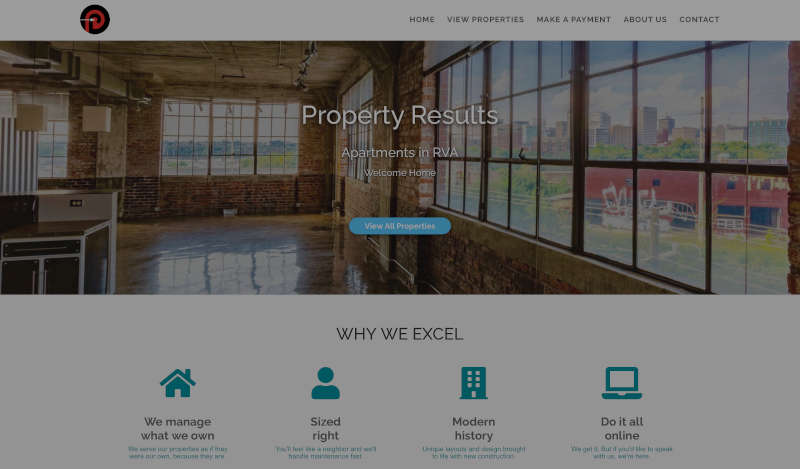 HOME VIEW PROPERTIES MAKE A PAYMENT ABOUT US CONTACT
Property Results
Apartments in RVA
Welcome Home
View All Properties
WHY WE EXCEL
We manage
what we own
We serve our properties as if they
were our own, because they are.
Sized
right
You'll feel like a neighbor and we'll
handle maintenance fast.
Modern
history
Unique layouts and design brought
to life with new construction.
Do it all
online
We get it. But if you'd like to speak
with us, we're here.